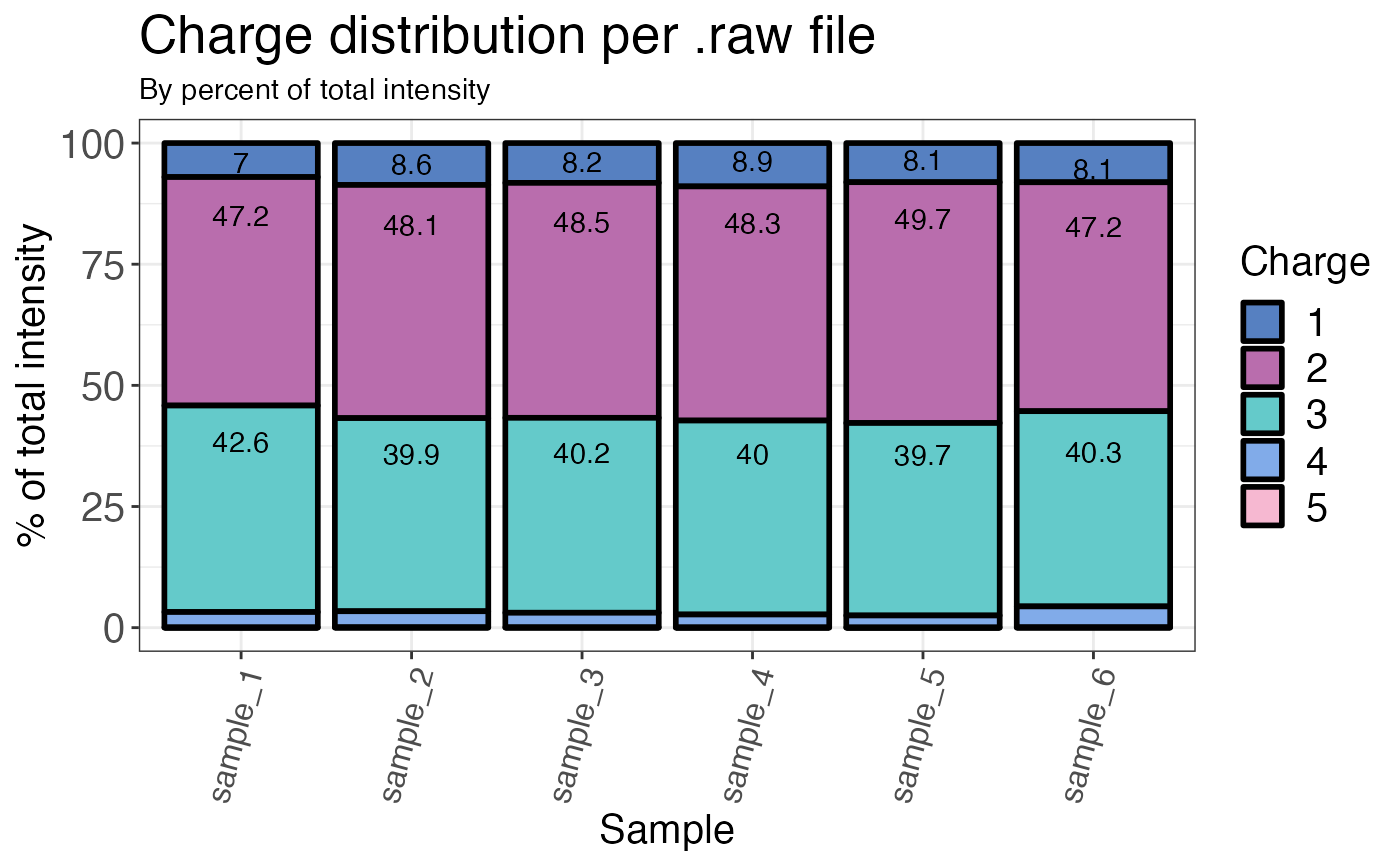 Charge distribution per .raw file
By percent of total intensity
% of total intensity
100
75
50
25
0
7
8.6
8.2
8.9
8.1
8.1
47.2
48.1
48.5
48.3
49.7
47.2
42.6
39.9
40.2
40
39.7
40.3
sample_1
sample_2
sample_3
sample_4
sample_5
sample_6
Sample
Charge
1
2
3
4
5